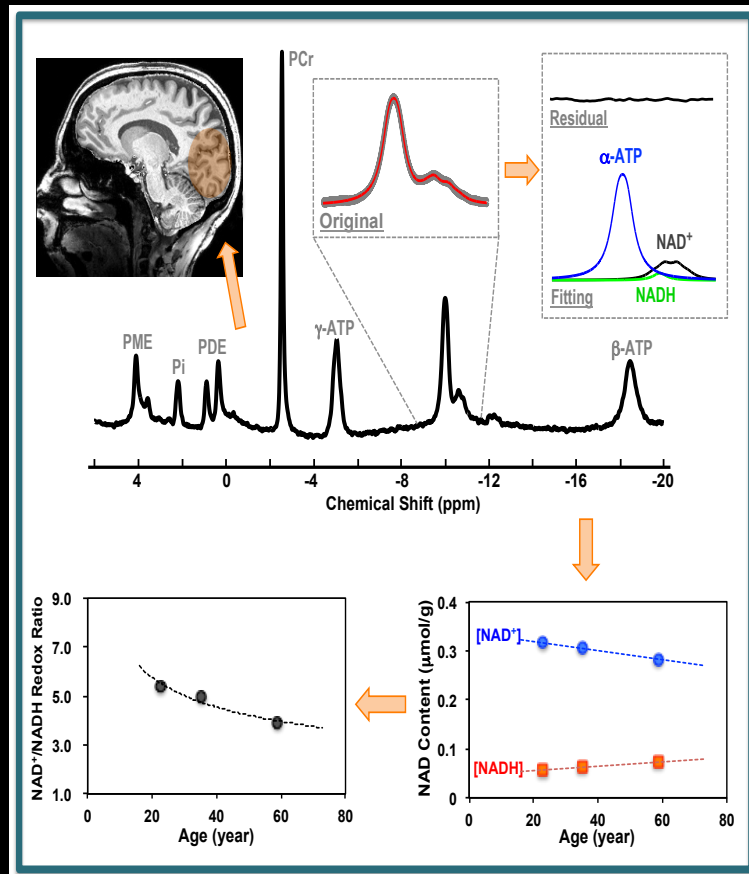 PCr
Original
Residual
α-ATP
NAD⁺
NADH
Fitting
PME
Pi
PDE
γ-ATP
β-ATP
4 0 -4 -8 -12 -16 -20
Chemical Shift (ppm)
NAD⁺/NADH Redox Ratio
9.0
7.0
5.0
3.0
1.0
0 20 40 60 80
Age (year)
NAD Content (μmol/g)
0.4
0.3
0.2
0.1
0
[NAD⁺]
[NADH]
0 20 40 60 80
Age (year)